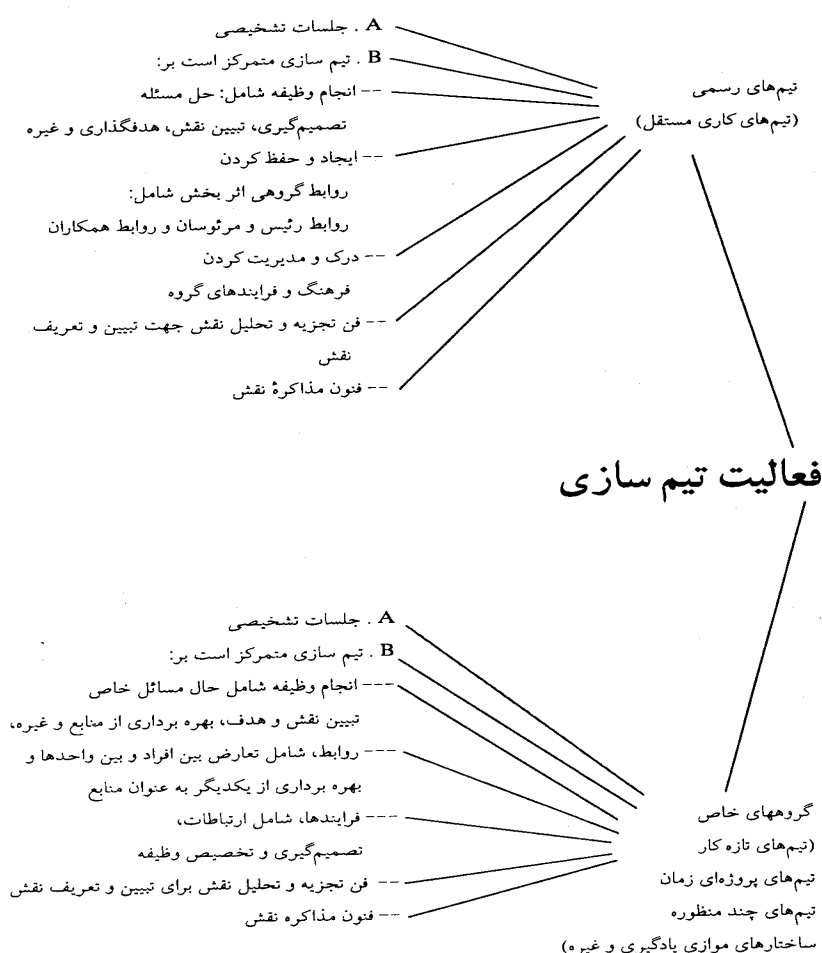 A . جلسات تشخیصی
B . تیم سازی متمرکز است بر:
-- انجام وظیفه شامل: حل مسئله
تصمیم‌گیری، تبیین نقش، هدفگذاری و غیره
-- ایجاد و حفظ کردن
روابط گروهی اثر بخش شامل:
روابط رئیس و مرئوسان و روابط همکاران
-- درک و مدیریت کردن
فرهنگ و فرایندهای گروه
-- فن تجزیه و تحلیل نقش جهت تبیین و تعریف
نقش
-- فنون مذاکرهٔ نقش
تیم‌های رسمی
(تیم‌های کاری مستقل)
فعالیت تیم سازی
A . جلسات تشخیصی
B . تیم سازی متمرکز است بر:
--- انجام وظیفه شامل حال مسائل خاص
تبیین نقش و هدف، بهره برداری از منابع و غیره،
--- روابط، شامل تعارض بین افراد و بین واحدها و
بهره برداری از یکدیگر به عنوان منابع
--- فرایندها، شامل ارتباطات،
تصمیم‌گیری و تخصیص وظیفه
-- فن تجزیه و تحلیل نقش برای تبیین و تعریف نقش
-- فنون مذاکره نقش
گروههای خاص
(تیم‌های تازه کار
تیم‌های پروژه‌ای زمان
تیم‌های چند منظوره
ساختارهای موازی یادگیری و غیره)